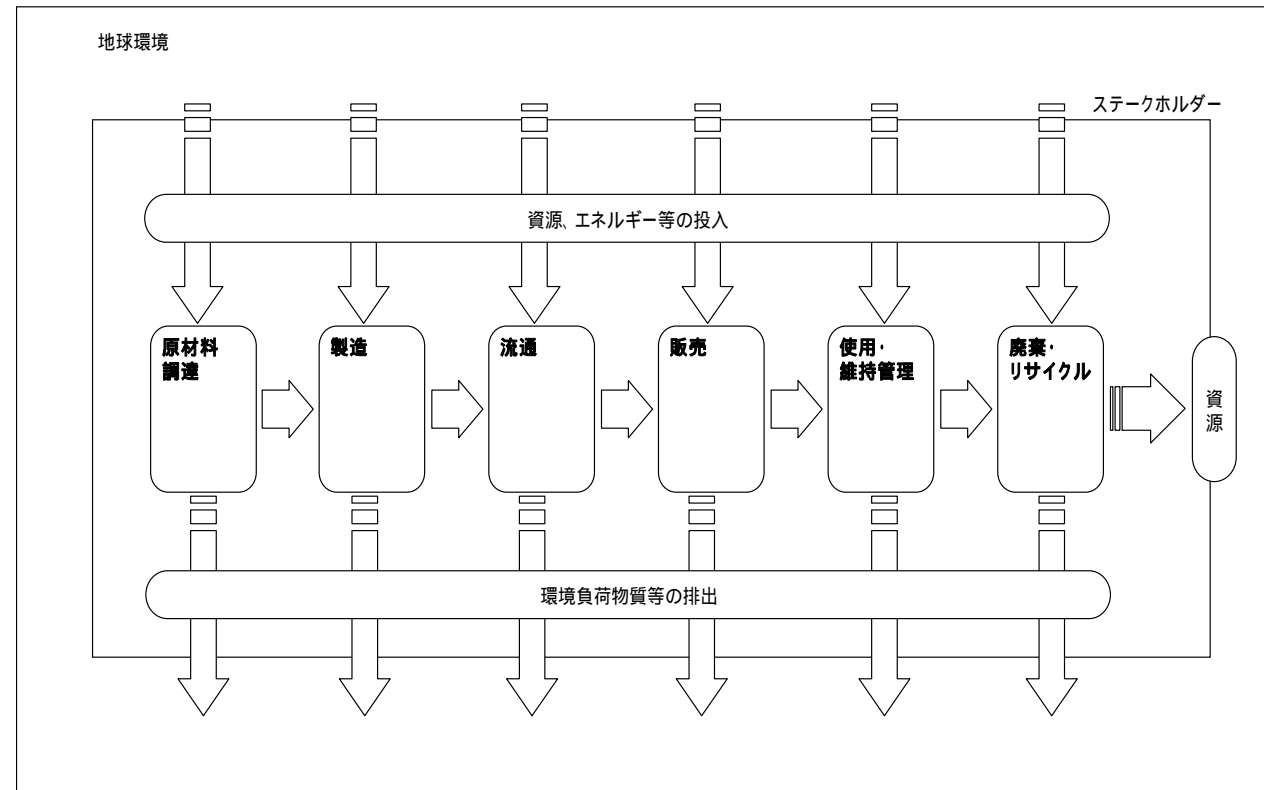 地球環境
ステークホルダー
資源、エネルギー等の投入
原材料
調達
製造
流通
販売
使用・
維持管理
廃棄・
リサイクル
資
源
環境負荷物質等の排出